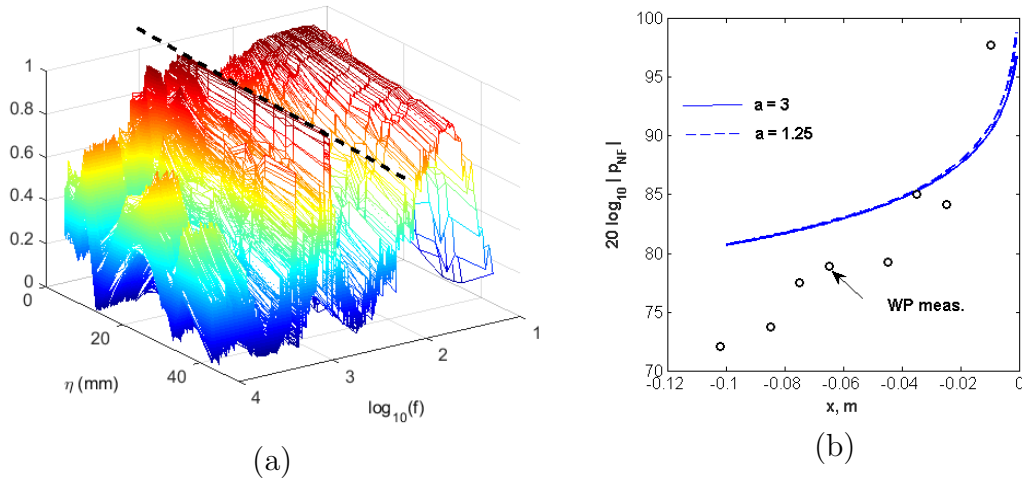 1
0.8
0.6
0.4
0.2
0
0
20
40
η (mm)
4
3
2
1
log10(f)
(a)
100
95
90
85
80
75
70
20 log10 | pNF |
a = 3
a = 1.25
WP meas.
-0.12 -0.1 -0.08 -0.06 -0.04 -0.02 0
x, m
(b)